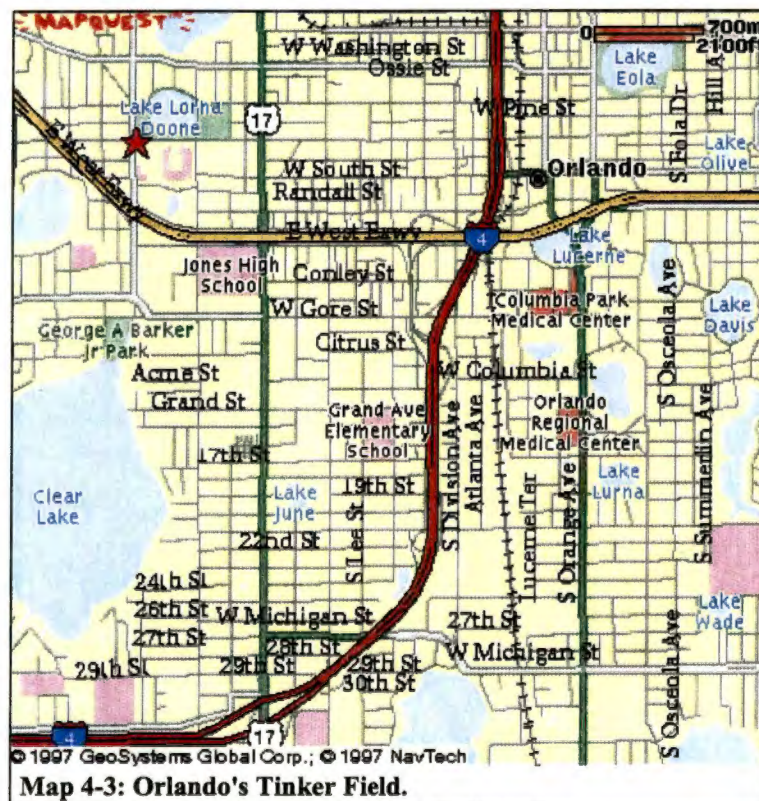 MAPQUEST
0 700m
2100ft
W Washington St
Ossie St
Lake
Eola
Hill A
Lake Lorna
Doone
17
W Pine St
S Eola Dr
Lake
Olive
E West Expy
W South St
Randall St
Orlando
E West Expy
4
Lake
Lucerne
Jones High
School
Conley St
W Gore St
Columbia Park
Medical Center
S Osceola Ave
Lake
Davis
George A Barker
Jr Park
Citrus St
Acme St
W Columbia St
Grand St
Grand Ave
Elementary
School
S Division Ave
Atlanta Ave
Orlando
Regional
Medical Center
S Summerlin Ave
17th St
Clear
Lake
Lake
June
19th St
S Lee St
Lucerne Ter
S Orange Ave
Lake
Lurna
22nd St
24th St
26th St
27th St
W Michigan St
27th St
Lake
Wade
28th St
W Michigan St
29th St
29th St
29th St
30th St
S Osceola Ave
4
17
© 1997 GeoSystems Global Corp.; © 1997 NavTech
Map 4-3: Orlando's Tinker Field.